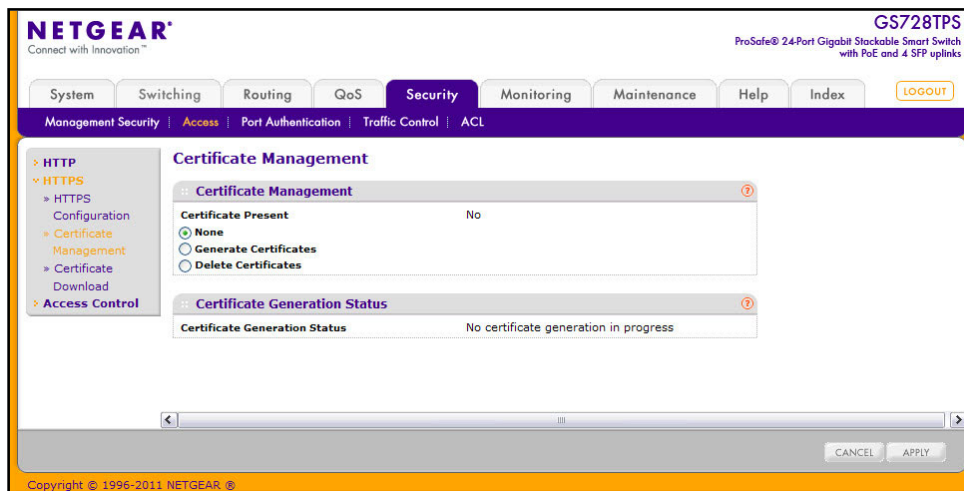 NETGEAR®
Connect with Innovation™
GS728TPS
ProSafe® 24-Port Gigabit Stackable Smart Switch
with PoE and 4 SFP uplinks
System
Switching
Routing
QoS
Security
Monitoring
Maintenance
Help
Index
LOGOUT
Management Security | Access | Port Authentication | Traffic Control | ACL
HTTP
HTTPS
» HTTPS
Configuration
» Certificate
Management
» Certificate
Download
Access Control
Certificate Management
Certificate Management
?
Certificate Present No
None
Generate Certificates
Delete Certificates
Certificate Generation Status
?
Certificate Generation Status No certificate generation in progress
CANCEL
APPLY
Copyright © 1996-2011 NETGEAR ®